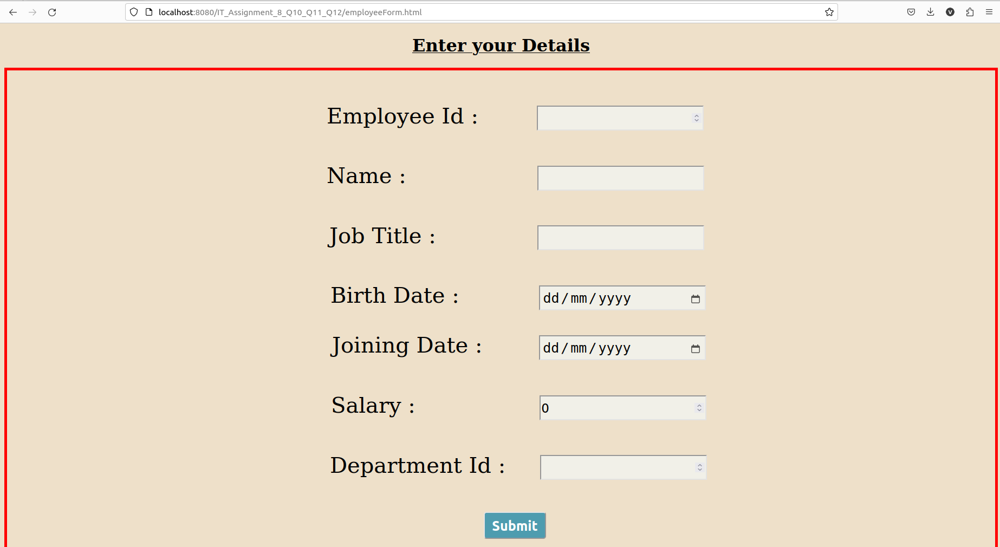 localhost:8080/IT_Assignment_8_Q10_Q11_Q12/employeeForm.html
V
Enter your Details
Employee Id :
Name :
Job Title :
Birth Date : dd/mm/yyyy
Joining Date : dd/mm/yyyy
Salary : 0
Department Id :
Submit